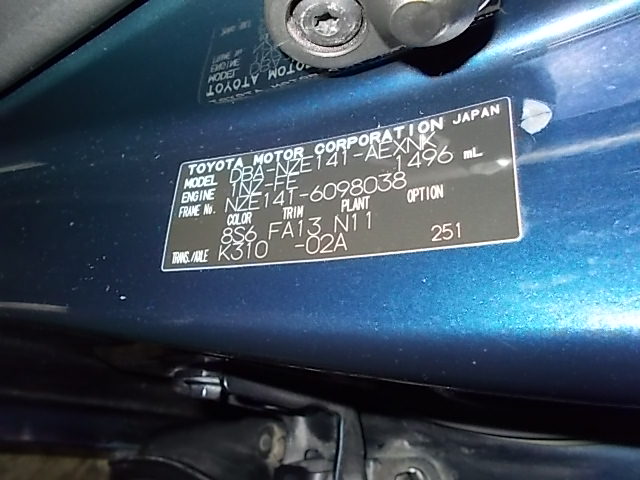 TOYOTA MOTOR CORPORATION JAPAN
MODEL DBA-NZE141-AEXNK
ENGINE 1NZ-FE 1496 mL
FRAME No. NZE141-6098038
COLOR TRIM PLANT OPTION
8S6 FA13 N11
TRANS./AXLE K310 -02A 251